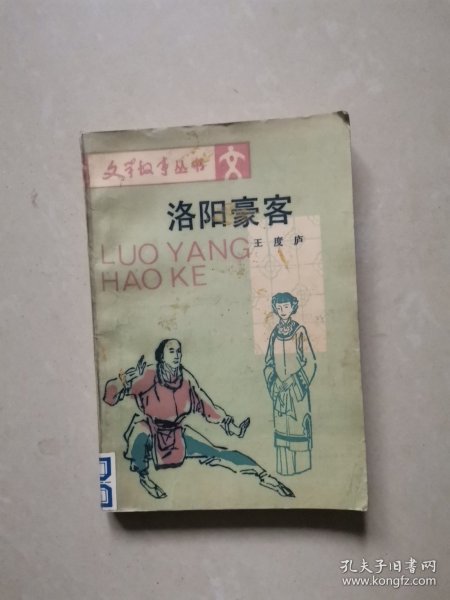 文学故事丛书
洛阳豪客
LUO YANG
王度庐
HAO KE
孔夫子旧书网
www.kongfz.com